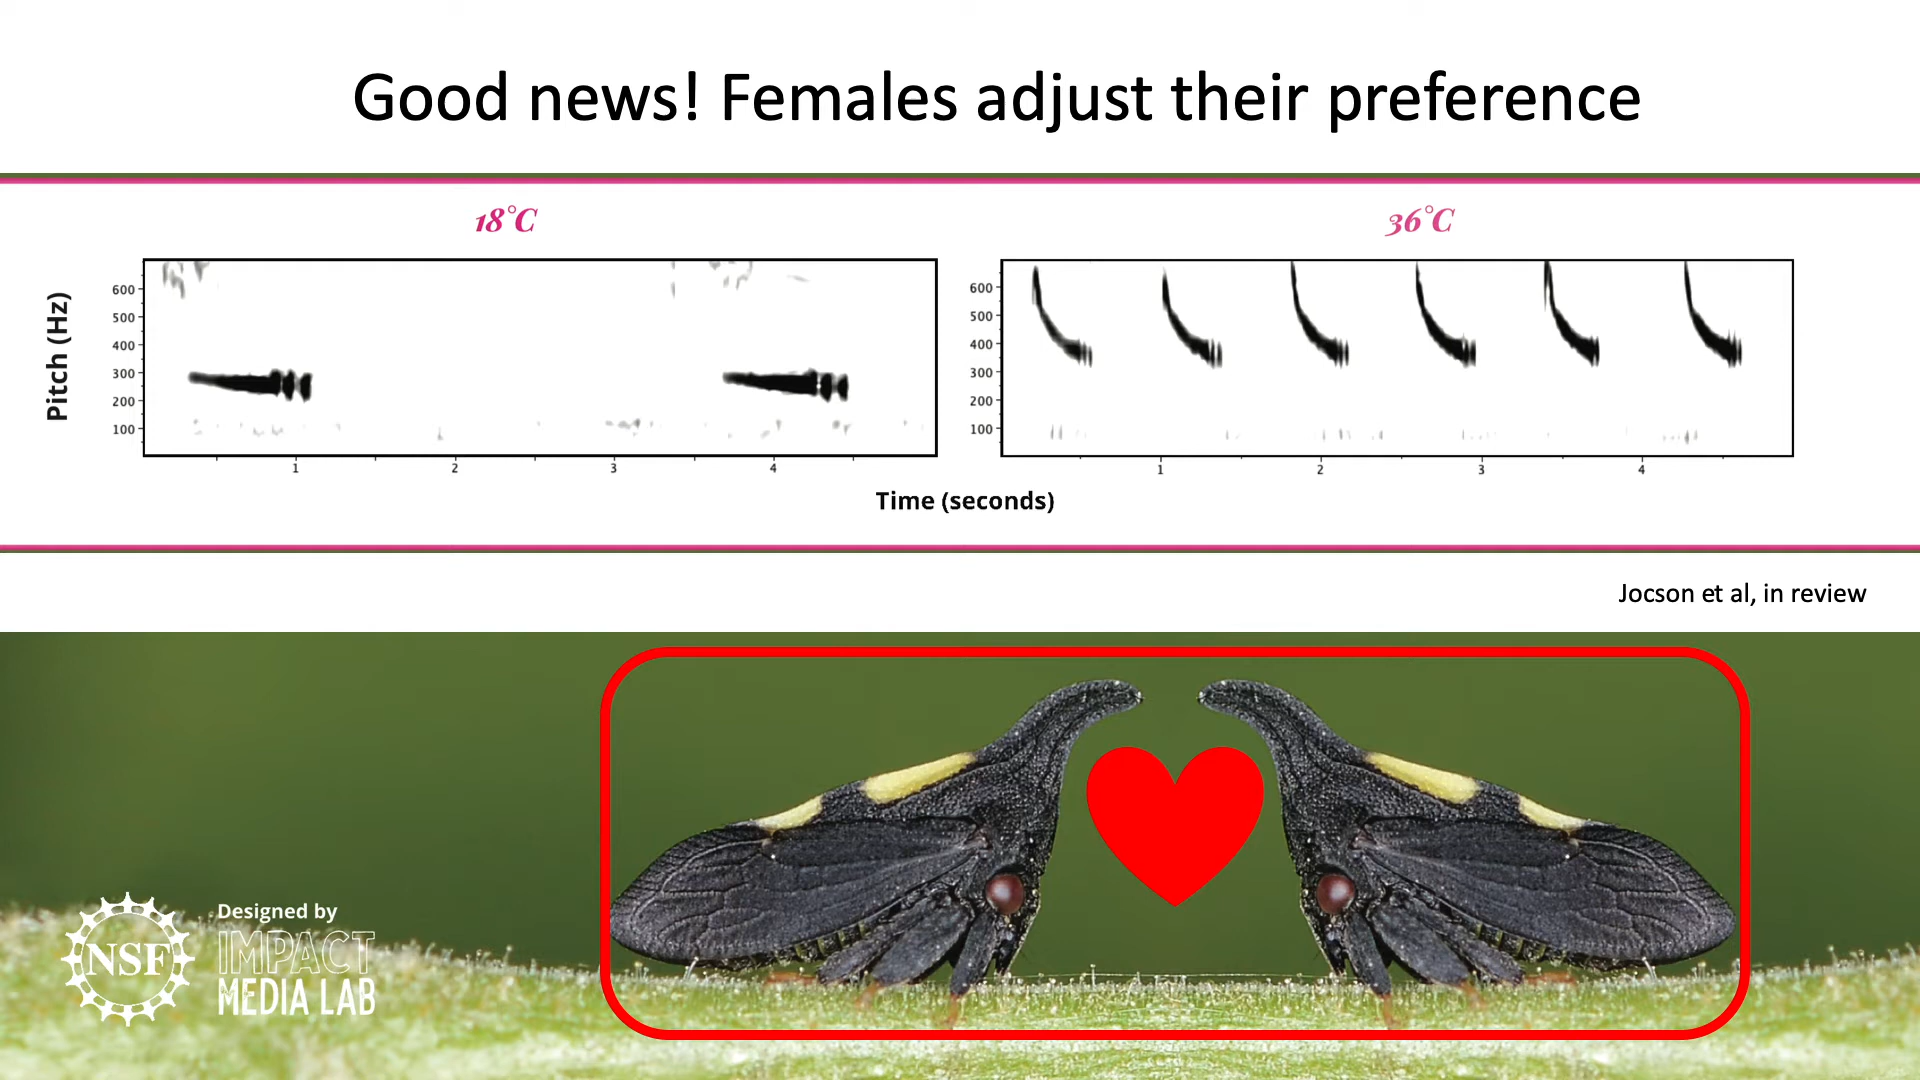 Good news! Females adjust their preference
18°C
36°C
Pitch (Hz)
600
500
400
300
200
100
1
2
3
4
600
500
400
300
200
100
1
2
3
4
Time (seconds)
Jocson et al, in review
NSF
Designed by
IMPACT
MEDIA LAB